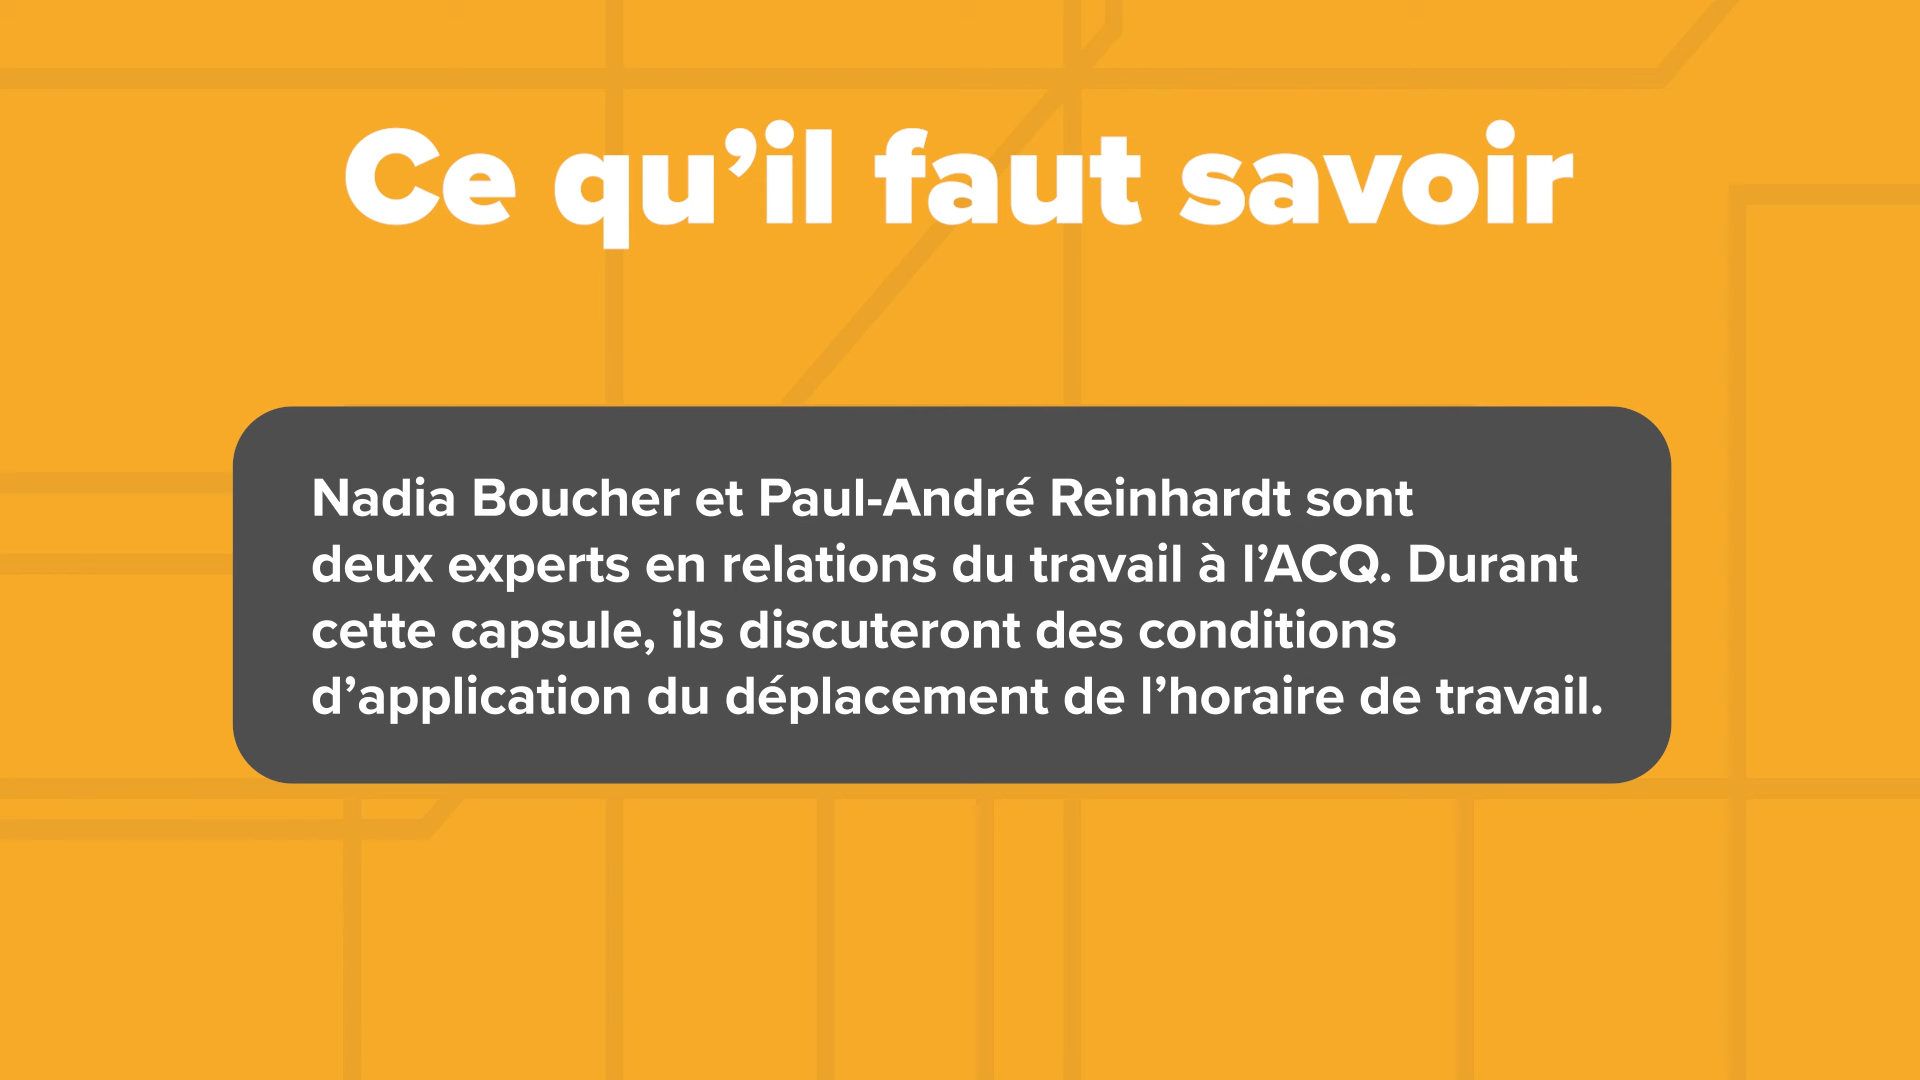 Ce qu’il faut savoir
Nadia Boucher et Paul-André Reinhardt sont
deux experts en relations du travail à l’ACQ. Durant
cette capsule, ils discuteront des conditions
d’application du déplacement de l’horaire de travail.